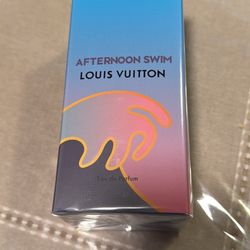 AFTERNOON SWIM
LOUIS VUITTON
Eau de Parfum